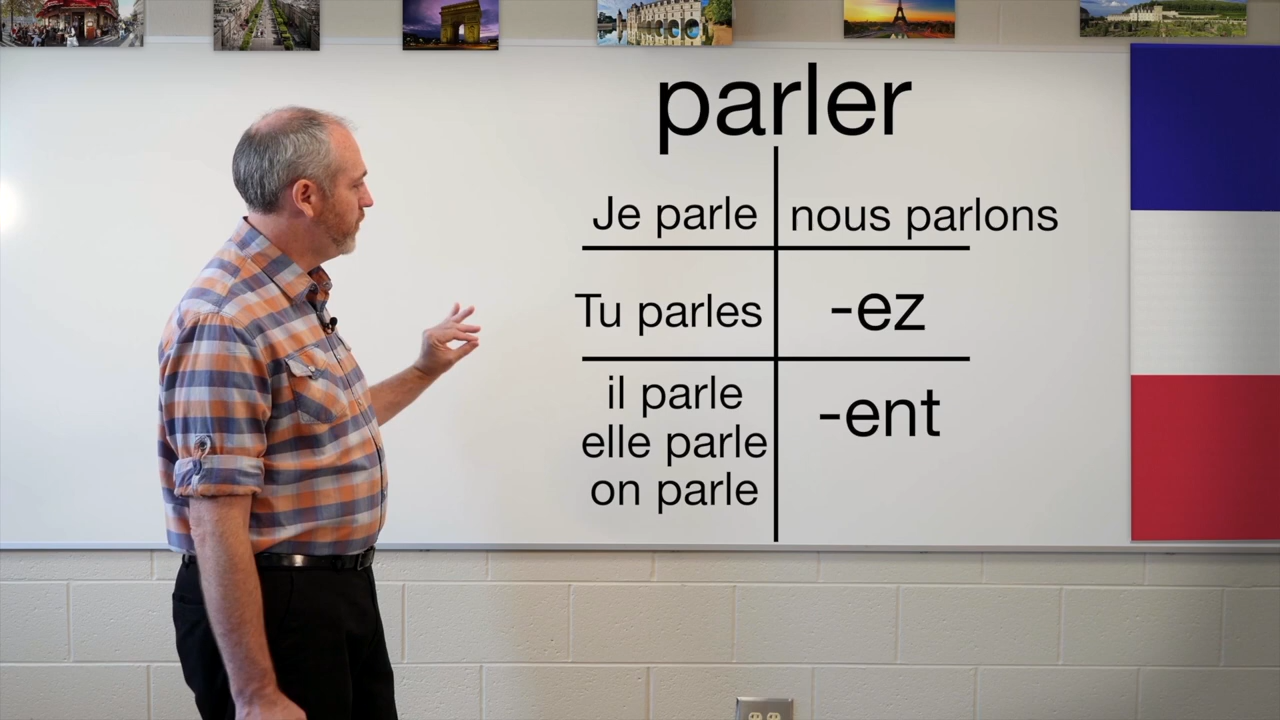 parler
Je parle
nous parlons
Tu parles
-ez
il parle
elle parle
on parle
-ent